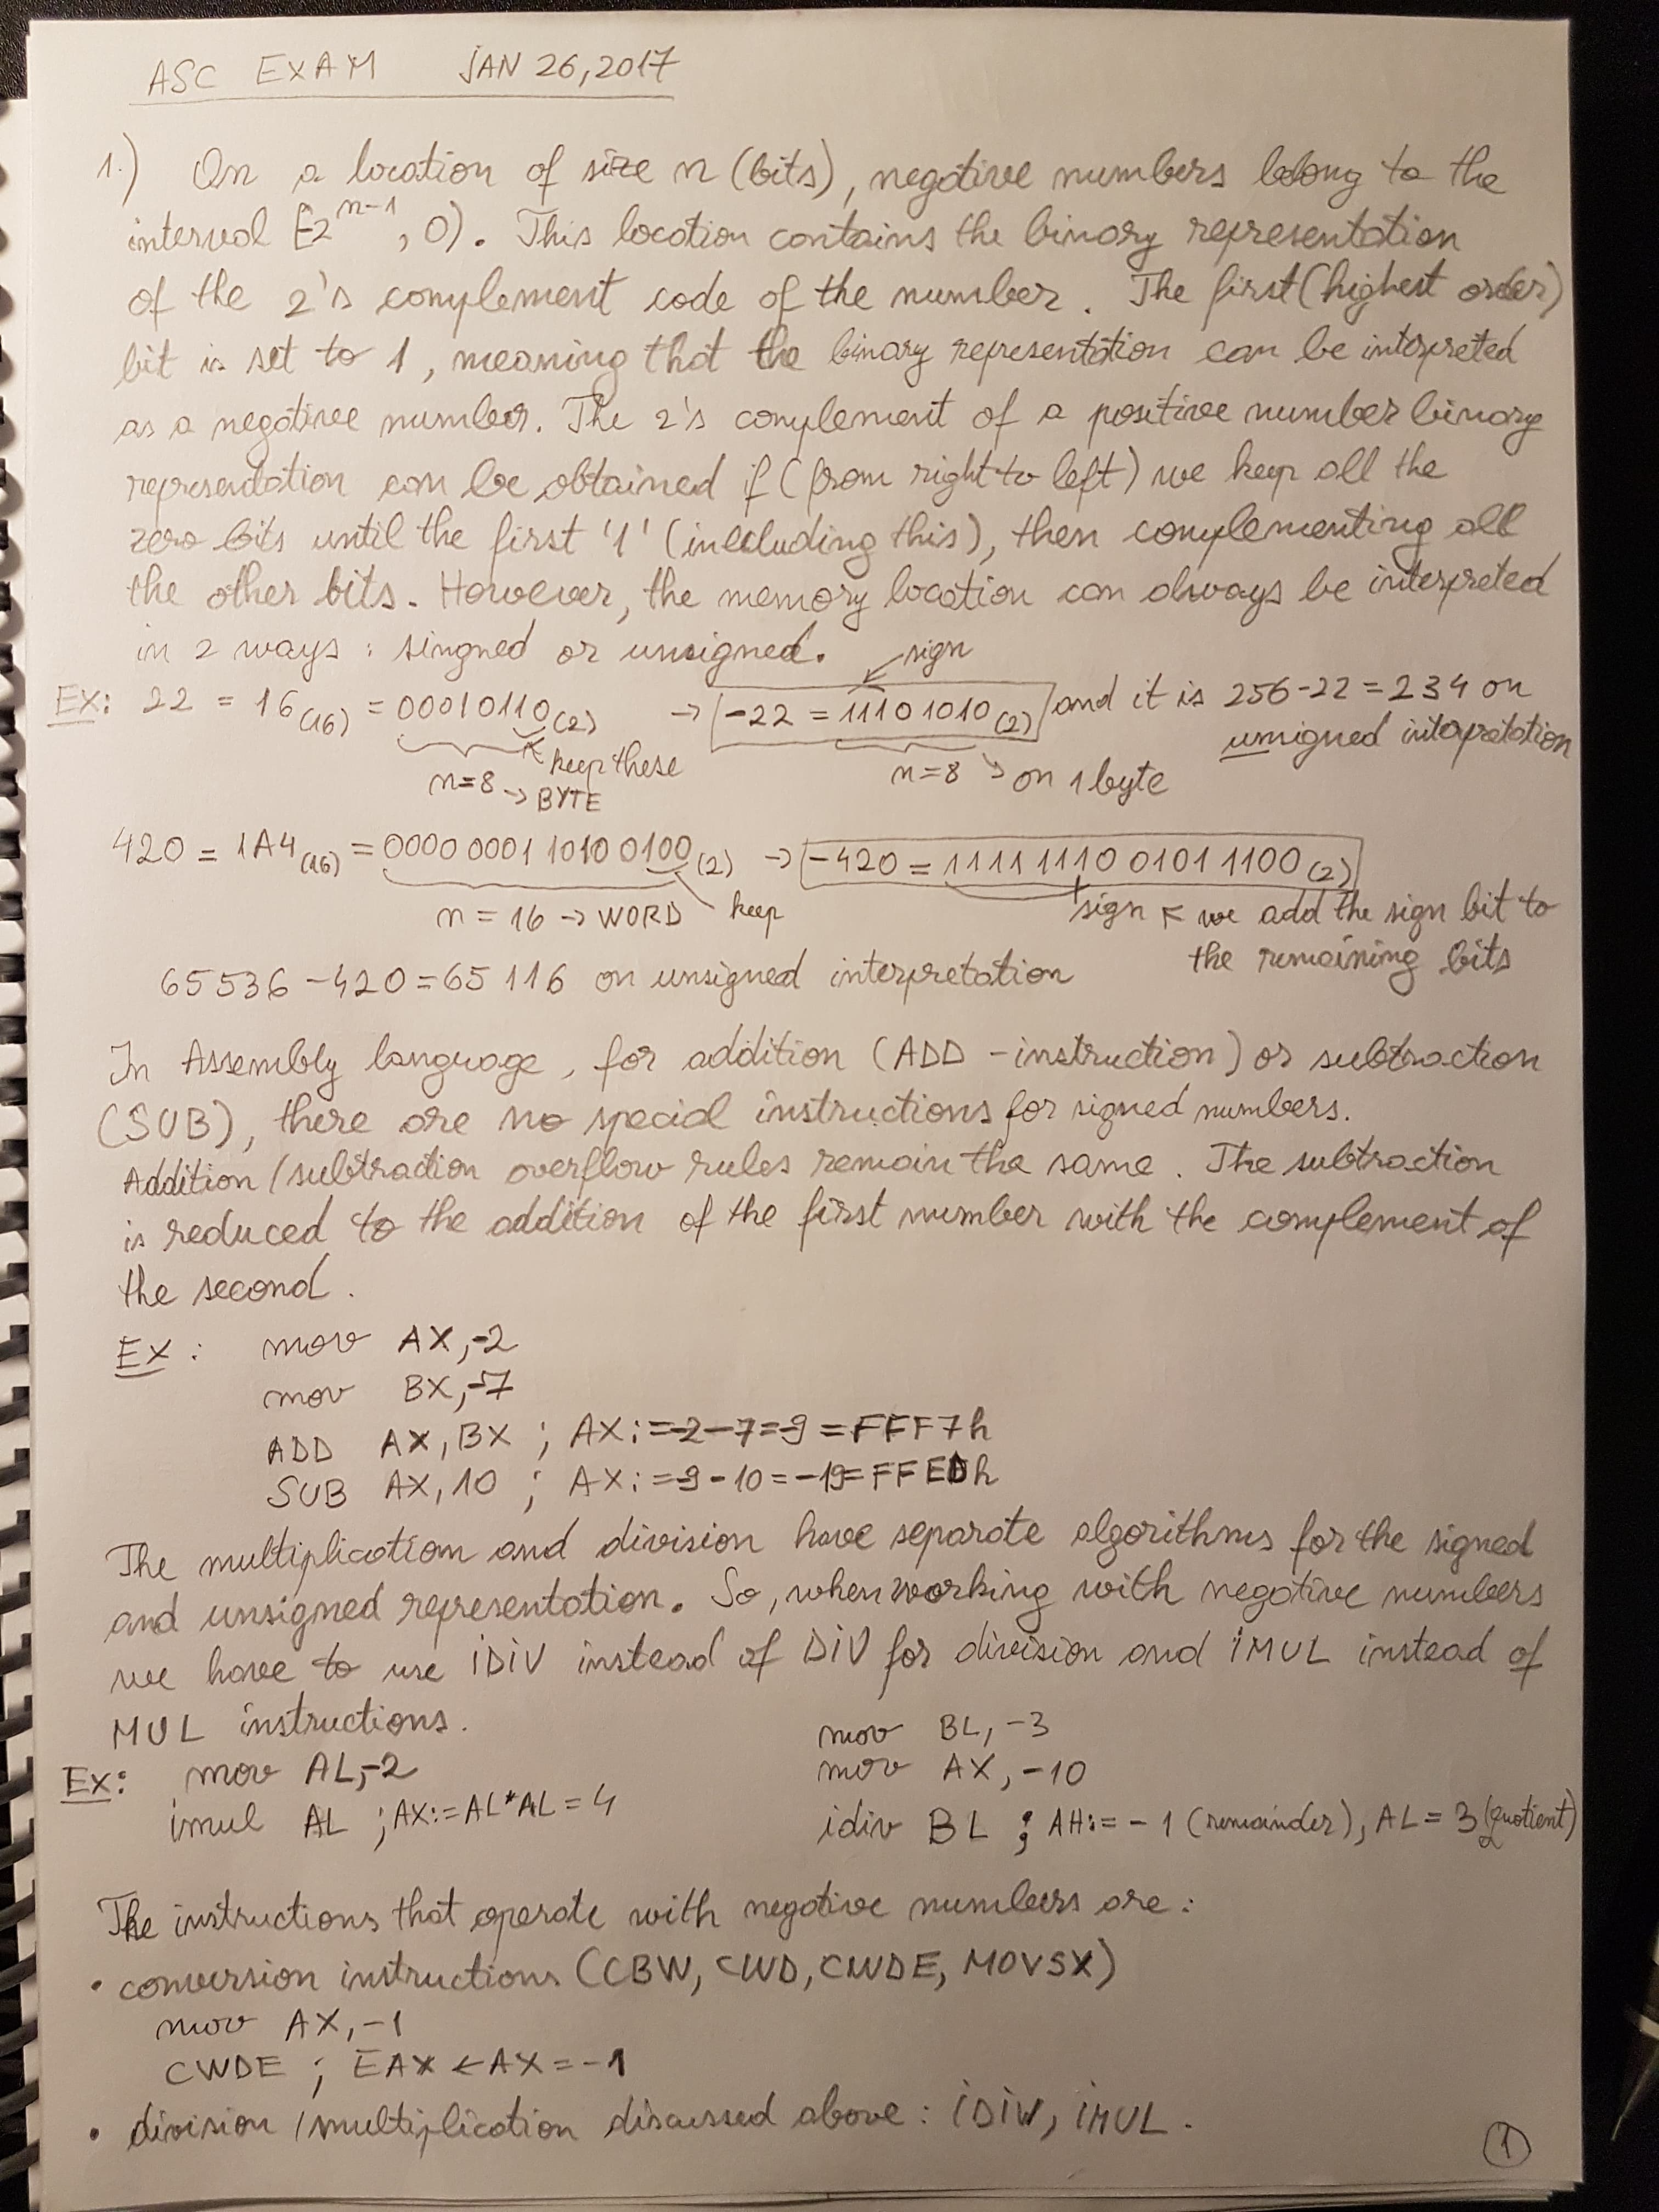 ASC EXAM JAN 26, 2017
1.) On a location of size n (bits), negative numbers belong to the
interval [-2^n-1, 0). This location contains the binary representation
of the 2's complement code of the number. The first (highest order)
bit is set to 1, meaning that the binary representation can be interpreted
as a negative number. The 2's complement of a positive number binary
representation can be obtained if (from right to left) we keep all the
zero bits until the first '1' (inlcluding this), then complementing all
the other bits. However, the memory location can always be interpreted
in 2 ways: singned or unsigned.
sign
EX: 22 = 16(16) = 00010110(2) → -22 = 11101010(2) and it is 256-22=234 on
unsigned interpretation
keep these
n=8 → BYTE
n=8 → on 1 byte
420 = 1A4(16) = 0000 0001 1010 0100(2) → -420 = 1111 1110 0101 1100(2)
n = 16 → WORD keep
sign ← we add the sign bit to
the remaining bits
65536 - 420 = 65 116 on unsigned interpretation
In Assembly language, for addition (ADD - instruction) or subtraction
(SUB), there are no special instructions for signed numbers.
Addition / subtraction overflow rules remain the same. The subtraction
is reduced to the addition of the first number with the complement of
the second.
EX: mov AX,-2
mov BX,-7
ADD AX, BX ; AX:=-2-7=-9=FFF7h
SUB AX, 10 ; AX:=-9-10=-19=FFEDh
The multiplication and division have separate algorithms for the signed
and unsigned representation. So, when working with negative numbers
we have to use IDIV instead of DIV for division and IMUL instead of
MUL instructions.
EX: mov AL,-2
imul AL ; AX:=AL*AL=4
mov BL, -3
mov AX, -10
idiv BL ; AH:= -1 (remainder), AL = 3 (quotient)
The instructions that operate with negative numbers are:
• conversion instructions (CBW, CWD, CWDE, MOVSX)
mov AX, -1
CWDE ; EAX ← AX = -1
• division / multiplication discussed above: IDIV, IMUL.
1